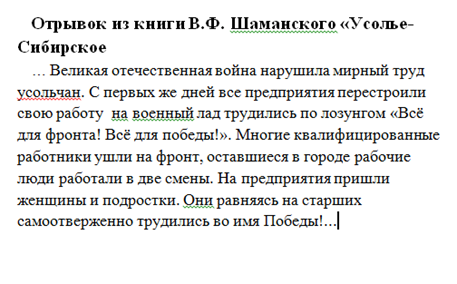 Отрывок из книги В.Ф. Шаманского «Усолье-
Сибирское
… Великая отечественная война нарушила мирный труд
усольчан. С первых же дней все предприятия перестроили
свою работу на военный лад трудились по лозунгом «Всё
для фронта! Всё для победы!». Многие квалифицированные
работники ушли на фронт, оставшиеся в городе рабочие
люди работали в две смены. На предприятия пришли
женщины и подростки. Они равняясь на старших
самоотверженно трудились во имя Победы!...